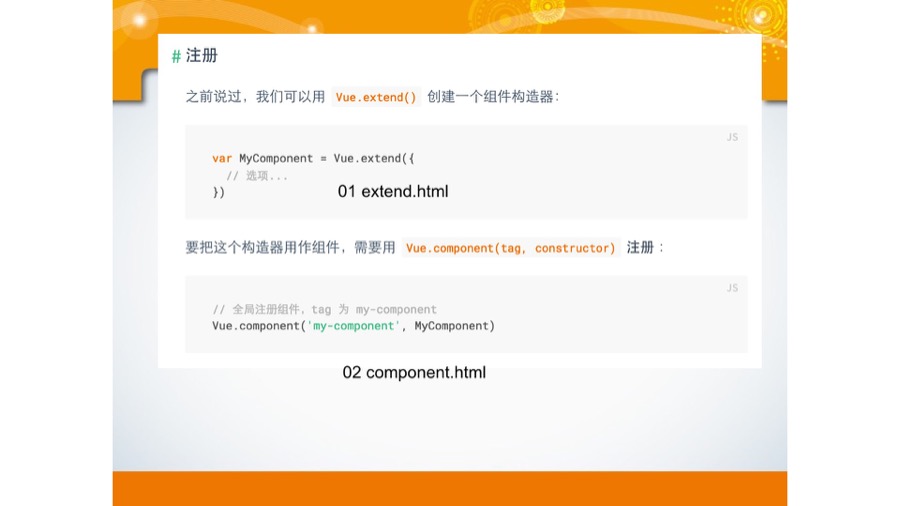 # 注册
之前说过，我们可以用 Vue.extend() 创建一个组件构造器：
JS
var MyComponent = Vue.extend({
// 选项...
})
01 extend.html
要把这个构造器用作组件，需要用 Vue.component(tag, constructor) 注册：
JS
// 全局注册组件，tag 为 my-component
Vue.component('my-component', MyComponent)
02 component.html